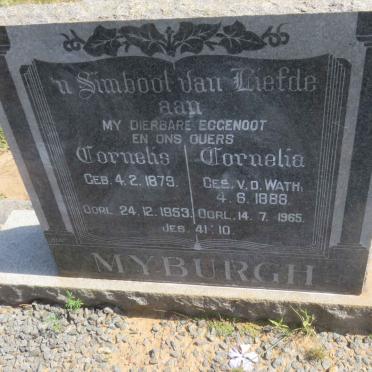 'n Simbool van Liefde
aan
MY DIERBARE EGGENOOT
EN ONS OUERS
Cornelis
GEB. 4.2.1879.
OORL. 24.12.1953.
Cornelia
GEB. V.D. WATH.
4.6.1886.
OORL. 14.7.1965.
JES. 41:10.
MYBURGH